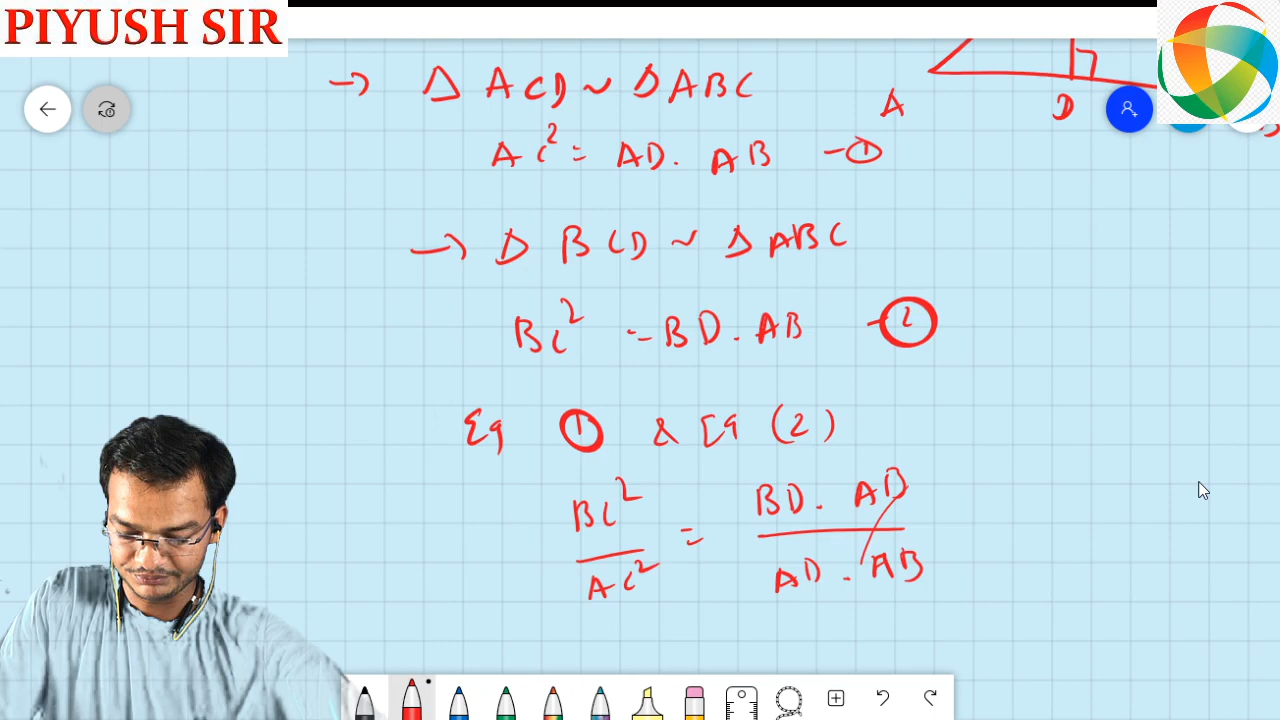 PIYUSH SIR
→ Δ ACD ~ Δ ABC
A D
AC² = AD. AB -①
→ Δ BCD ~ Δ ABC
BC² = BD. AB -②
Eq ① & Eq (2)
BC² / AC² = BD. AB / AD. AB